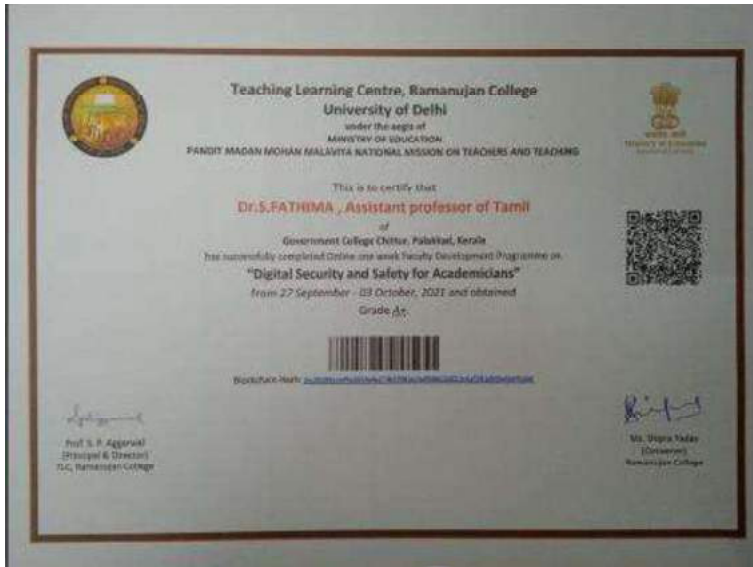 Teaching Learning Centre, Ramanujan College
University of Delhi
under the aegis of
MINISTRY OF EDUCATION
PANDIT MADAN MOHAN MALAVIYA NATIONAL MISSION ON TEACHERS AND TEACHING
This is to certify that
Dr.S.FATHIMA , Assistant professor of Tamil
of
Government College Chittur, Palakkad, Kerala
has successfully completed Online one week Faculty Development Programme on
"Digital Security and Safety for Academicians"
from 27 September - 03 October, 2021 and obtained
Grade A+
Blockchain Hash:
Prof. S. P. Aggarwal
(Principal & Director)
TLC, Ramanujan College
Ms. Vipra Yadav
(Convenor)
Ramanujan College